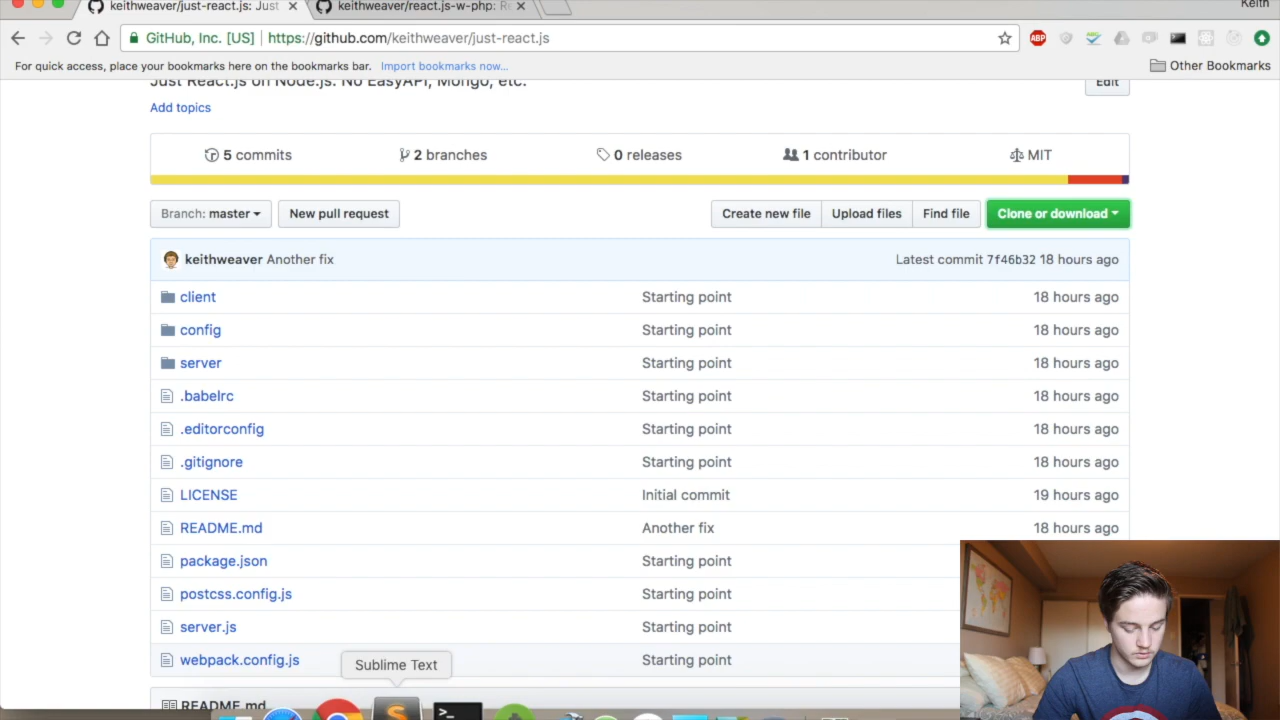 keithweaver/just-react.js: Just
keithweaver/react.js-w-php: Re
Keith
GitHub, Inc. [US] | https://github.com/keithweaver/just-react.js
ABP
For quick access, place your bookmarks here on the bookmarks bar. Import bookmarks now...
Other Bookmarks
Just React.js on Node.js. No EasyAPI, Mongo, etc.
Edit
Add topics
5 commits
2 branches
0 releases
1 contributor
MIT
Branch: master
New pull request
Create new file
Upload files
Find file
Clone or download
keithweaver Another fix
Latest commit 7f46b32 18 hours ago
client Starting point 18 hours ago
config Starting point 18 hours ago
server Starting point 18 hours ago
.babelrc Starting point 18 hours ago
.editorconfig Starting point 18 hours ago
.gitignore Starting point 18 hours ago
LICENSE Initial commit 19 hours ago
README.md Another fix 18 hours ago
package.json Starting point
postcss.config.js Starting point
server.js Starting point
webpack.config.js Starting point
Sublime Text
README.md